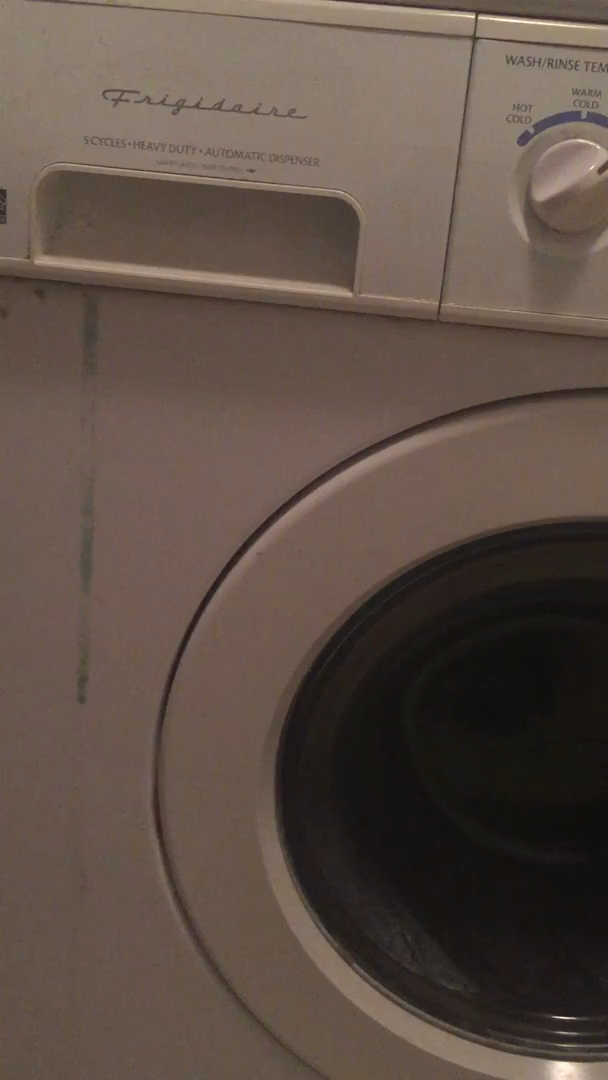 Frigidaire
5 CYCLES • HEAVY DUTY • AUTOMATIC DISPENSER
WASH/RINSE TEM
WARM
COLD
HOT
COLD